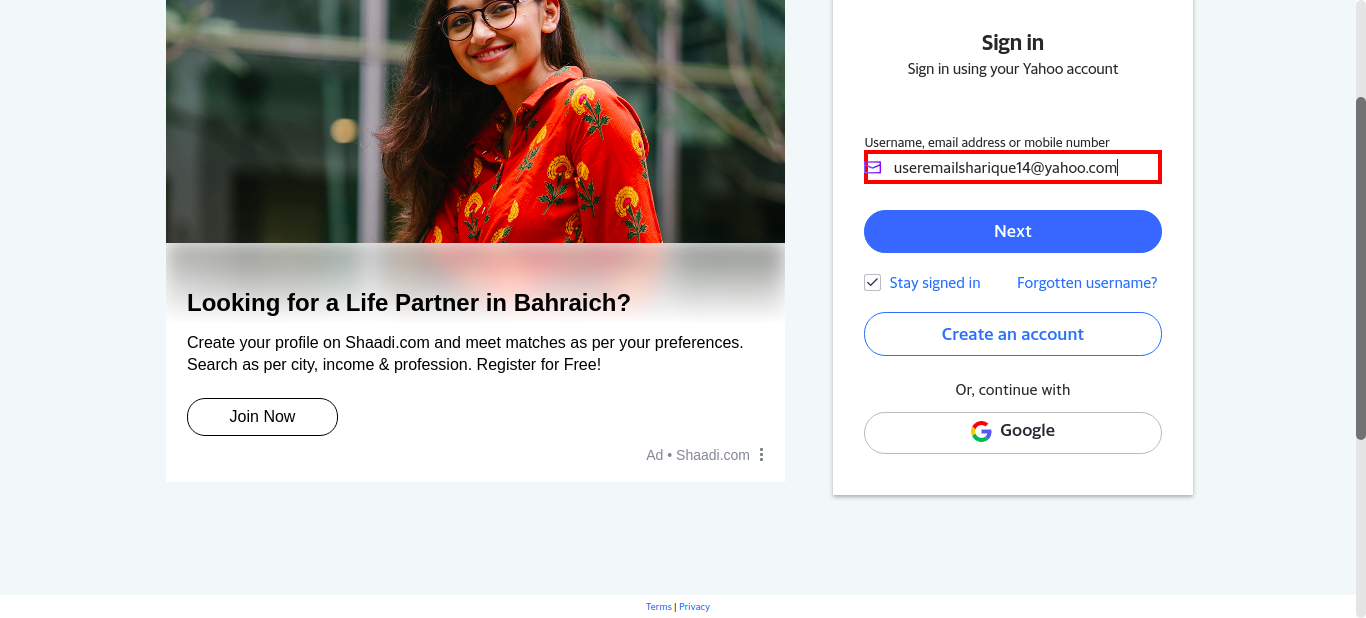 Sign in
Sign in using your Yahoo account
Username, email address or mobile number
useremailsharique14@yahoo.com
Next
Stay signed in
Forgotten username?
Create an account
Or, continue with
Google
Looking for a Life Partner in Bahraich?
Create your profile on Shaadi.com and meet matches as per your preferences.
Search as per city, income & profession. Register for Free!
Join Now
Ad • Shaadi.com
Terms | Privacy